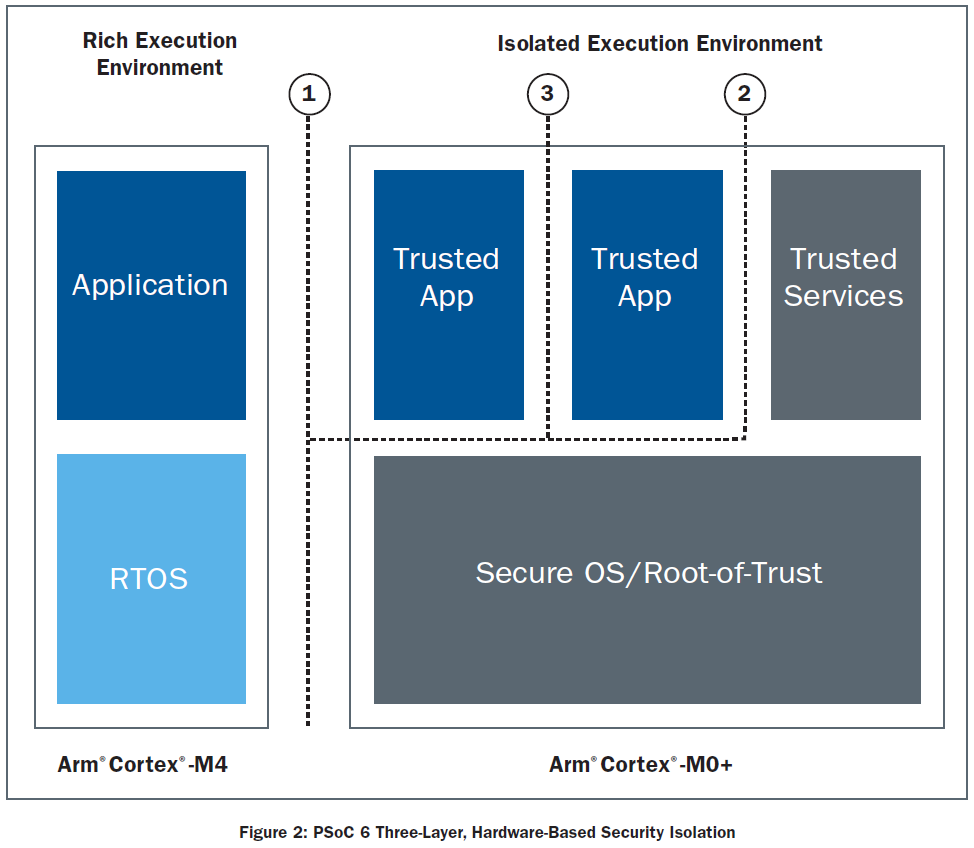 Rich Execution
Environment
Isolated Execution Environment
1
3
2
Application
Trusted
App
Trusted
App
Trusted
Services
RTOS
Secure OS/Root-of-Trust
Arm® Cortex®-M4
Arm® Cortex®-M0+
Figure 2: PSoC 6 Three-Layer, Hardware-Based Security Isolation